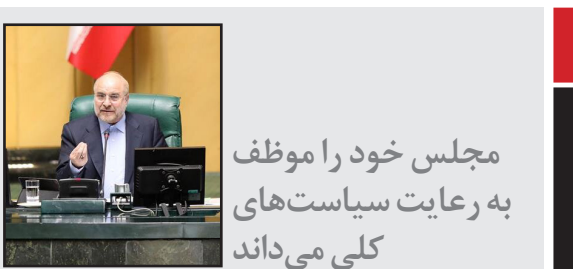 مجلس خود را موظف
به رعایت سیاست‌های
کلی می‌داند